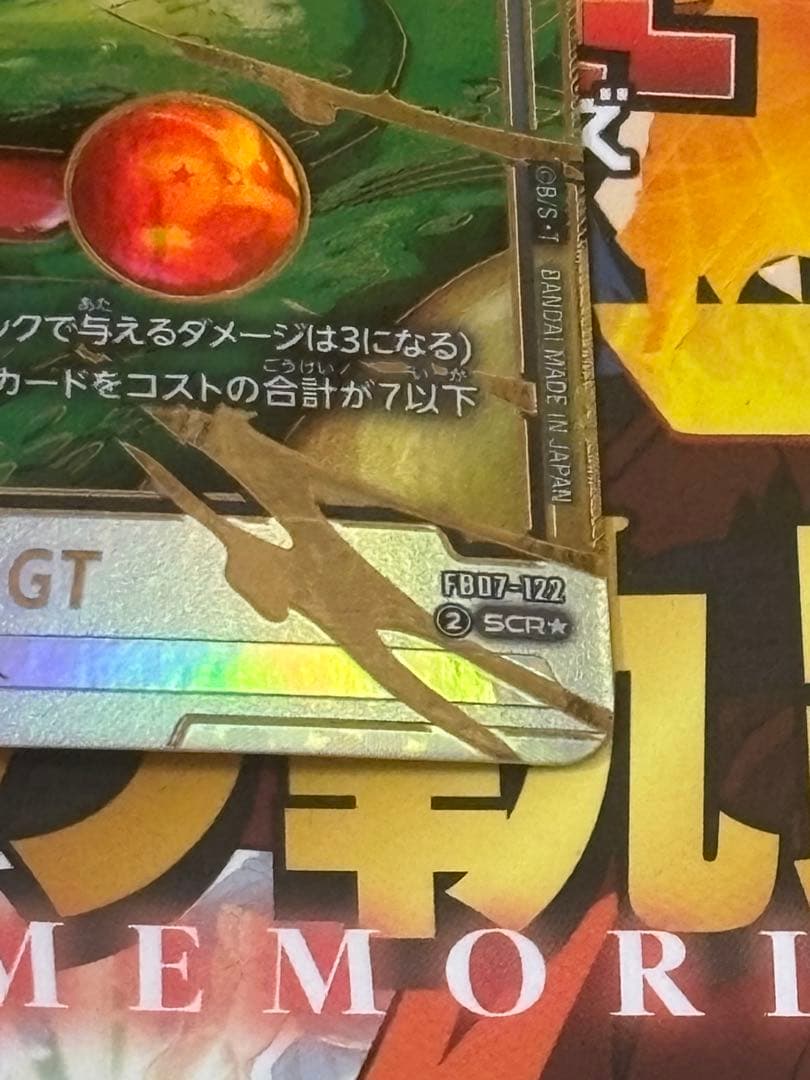 ズ
©B/S・T BANDAI MADE IN JAPAN
ックで与えるダメージは3になる)
カードをコストの合計が7以下
GT
FB07-122
② SCR★
軌
MEMORI